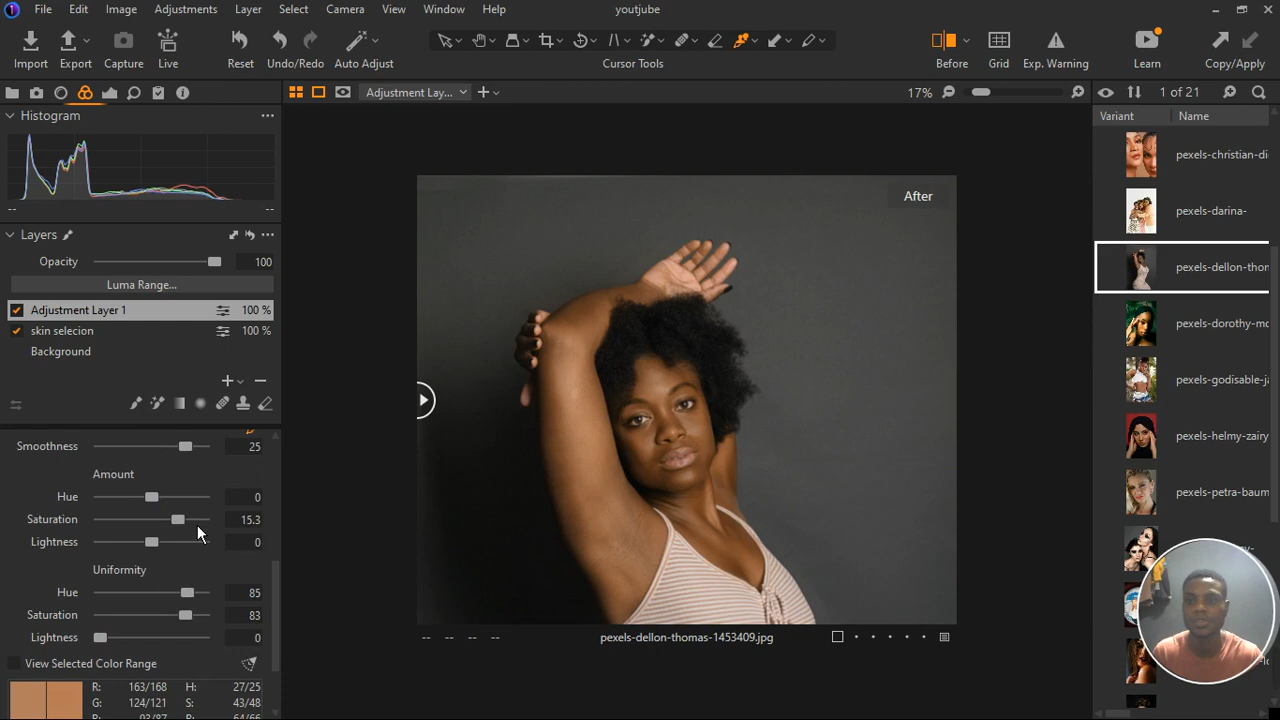 File Edit Image Adjustments Layer Select Camera View Window Help youtjube
Import Export Capture Live Reset Undo/Redo Auto Adjust Cursor Tools Before Grid Exp. Warning Learn Copy/Apply
Adjustment Lay... 17% 1 of 21
Histogram
-- --
Layers
Opacity 100
Luma Range...
Adjustment Layer 1 100 %
skin selecion 100 %
Background
Smoothness 25
Amount
Hue 0
Saturation 15.3
Lightness 0
Uniformity
Hue 85
Saturation 83
Lightness 0
View Selected Color Range
R: 163/168 H: 27/25
G: 124/121 S: 43/48
After
-- -- -- -- pexels-dellon-thomas-1453409.jpg
Variant Name
pexels-christian-di
pexels-darina-
pexels-dellon-thom
pexels-dorothy-mo
pexels-godisable-ja
pexels-helmy-zairy
pexels-petra-baum